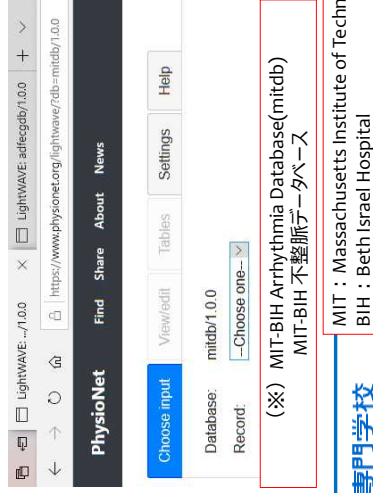 LightWAVE: .../1.0.0
LightWAVE: adfecgdb/1.0.0
https://www.physionet.org/lightwave/?db=mitdb/1.0.0
PhysioNet
Find
Share
About
News
Choose input
View/edit
Tables
Settings
Help
Database:
mitdb/1.0.0
Record:
--Choose one--
(※) MIT-BIH Arrhythmia Database(mitdb)
MIT-BIH 不整脈データベース
MIT：Massachusetts Institute of Techn
BIH：Beth Israel Hospital
専門学校